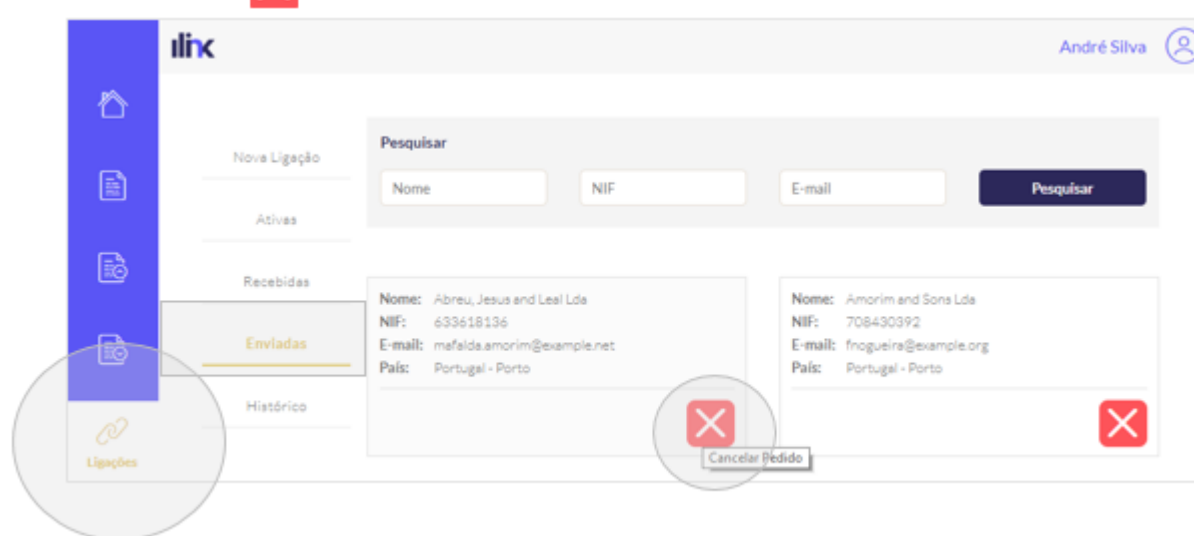 ilink
André Silva
Nova Ligação
Ativas
Recebidas
Enviadas
Histórico
Ligações
Pesquisar
Nome
NIF
E-mail
Pesquisar
Nome: Abreu, Jesus and Leal Lda
NIF: 633618136
E-mail: mafalda.amorim@example.net
País: Portugal - Porto
Cancelar Pedido
Nome: Amorim and Sons Lda
NIF: 708430392
E-mail: fnogueira@example.org
País: Portugal - Porto